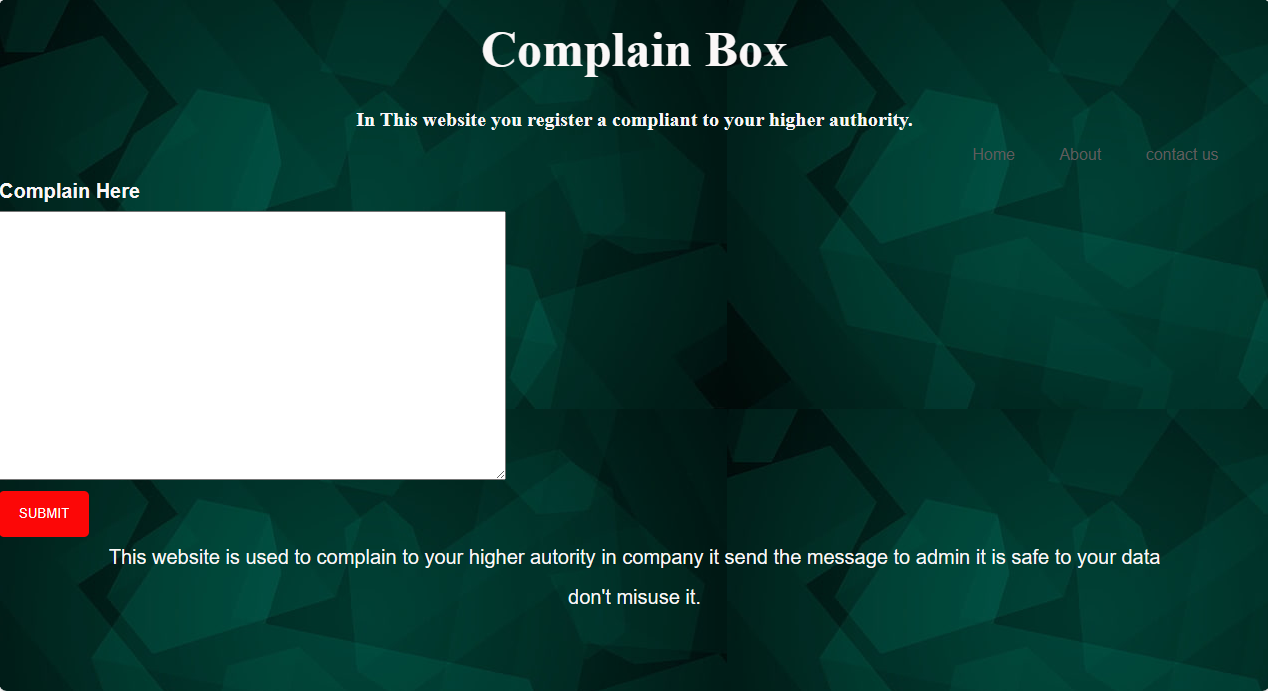 Complain Box
In This website you register a compliant to your higher authority.
Home About contact us
Complain Here
SUBMIT
This website is used to complain to your higher autority in company it send the message to admin it is safe to your data
don't misuse it.